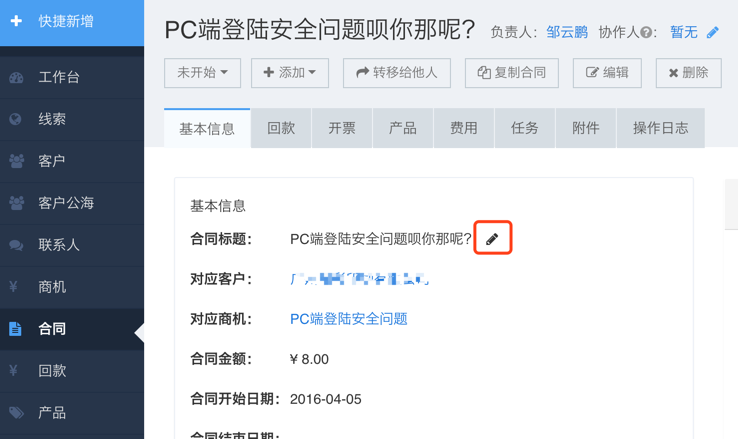 快捷新增
工作台
线索
客户
客户公海
联系人
商机
合同
回款
产品
PC端登陆安全问题呗你那呢? 负责人: 邹云鹏 协作人 : 暂无
未开始 添加 转移给他人 复制合同 编辑 删除
基本信息 回款 开票 产品 费用 任务 附件 操作日志
基本信息
合同标题: PC端登陆安全问题呗你那呢?
对应客户:
对应商机: PC端登陆安全问题
合同金额: ¥ 8.00
合同开始日期: 2016-04-05
合同结束日期: